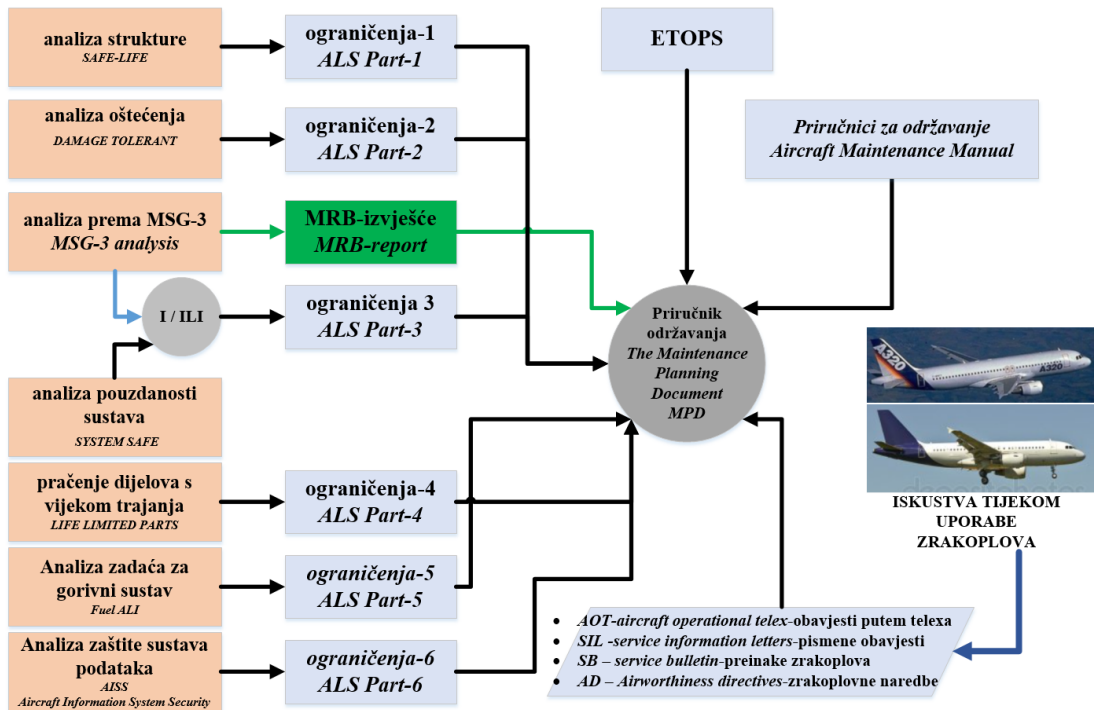 analiza strukture
SAFE-LIFE
ograničenja-1
ALS Part-1
ETOPS
analiza oštećenja
DAMAGE TOLERANT
ograničenja-2
ALS Part-2
Priručnici za održavanje
Aircraft Maintenance Manual
analiza prema MSG-3
MSG-3 analysis
MRB-izvješće
MRB-report
I / ILI
ograničenja 3
ALS Part-3
Priručnik
održavanja
The Maintenance
Planning
Document
MPD
A320
A320
analiza pouzdanosti
sustava
SYSTEM SAFE
pračenje dijelova s
vijekom trajanja
LIFE LIMITED PARTS
ograničenja-4
ALS Part-4
ISKUSTVA TIJEKOM
UPORABE
ZRAKOPLOVA
Analiza zadaća za
gorivni sustav
Fuel ALI
ograničenja-5
ALS Part-5
Analiza zaštite sustava
podataka
AISS
Aircraft Information System Security
ograničenja-6
ALS Part-6
• AOT-aircraft operational telex-obavjesti putem telexa
• SIL -service information letters-pismene obavjesti
• SB – service bulletin-preinake zrakoplova
• AD – Airworthiness directives-zrakoplovne naredbe